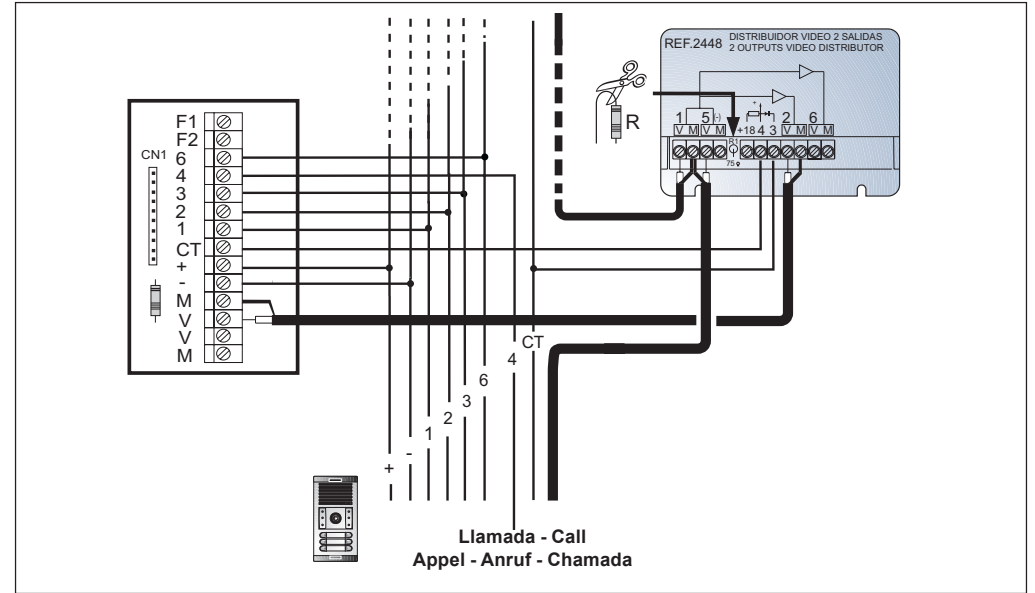 REF.2448
DISTRIBUIDOR VIDEO 2 SALIDAS
2 OUTPUTS VIDEO DISTRIBUTOR
R
1 5 (-) + 2 6
V M V M +18 4 3 V M V M
R1
75
CN1
F1
F2
6
4
3
2
1
CT
+
-
M
V
V
M
+
-
1
2
3
6
4
CT
Llamada - Call
Appel - Anruf - Chamada